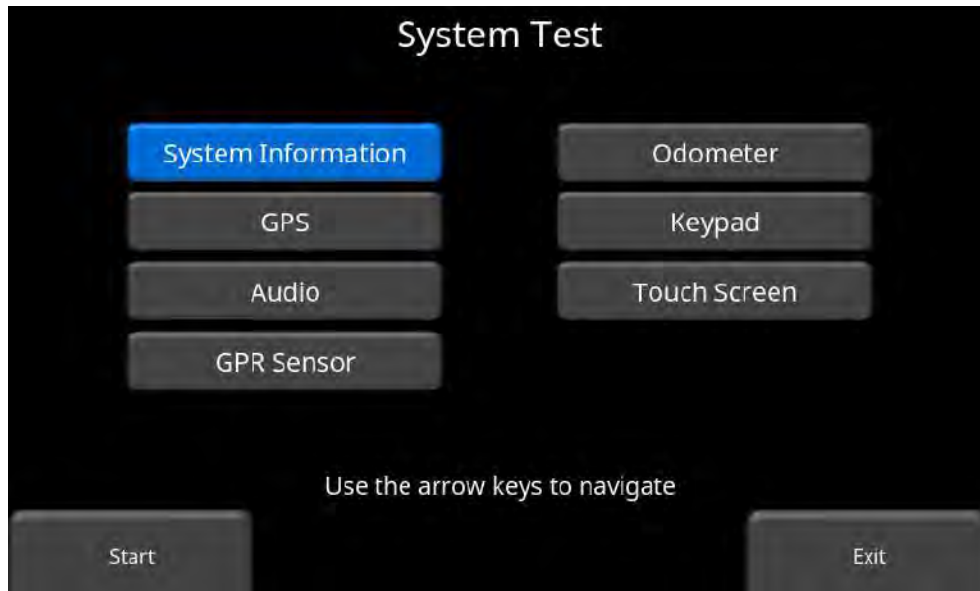 System Test
System Information
GPS
Audio
GPR Sensor
Odometer
Keypad
Touch Screen
Use the arrow keys to navigate
Start
Exit